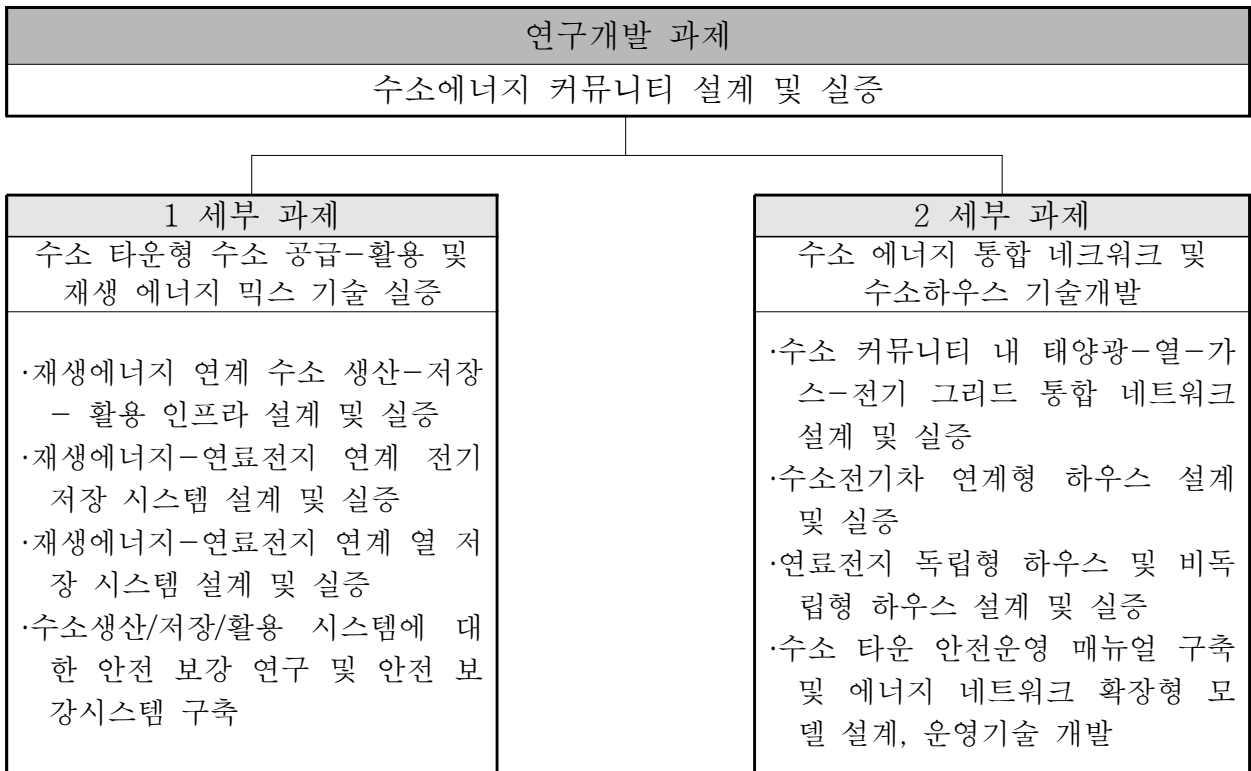 연구개발 과제
수소에너지 커뮤니티 설계 및 실증
1 세부 과제
수소 타운형 수소 공급-활용 및
재생 에너지 믹스 기술 실증
·재생에너지 연계 수소 생산-저장
- 활용 인프라 설계 및 실증
·재생에너지-연료전지 연계 전기
저장 시스템 설계 및 실증
·재생에너지-연료전지 연계 열 저
장 시스템 설계 및 실증
·수소생산/저장/활용 시스템에 대
한 안전 보강 연구 및 안전 보
강시스템 구축
2 세부 과제
수소 에너지 통합 네크워크 및
수소하우스 기술개발
·수소 커뮤니티 내 태양광-열-가
스-전기 그리드 통합 네트워크
설계 및 실증
·수소전기차 연계형 하우스 설계
및 실증
·연료전지 독립형 하우스 및 비독
립형 하우스 설계 및 실증
·수소 타운 안전운영 매뉴얼 구축
및 에너지 네트워크 확장형 모
델 설계, 운영기술 개발